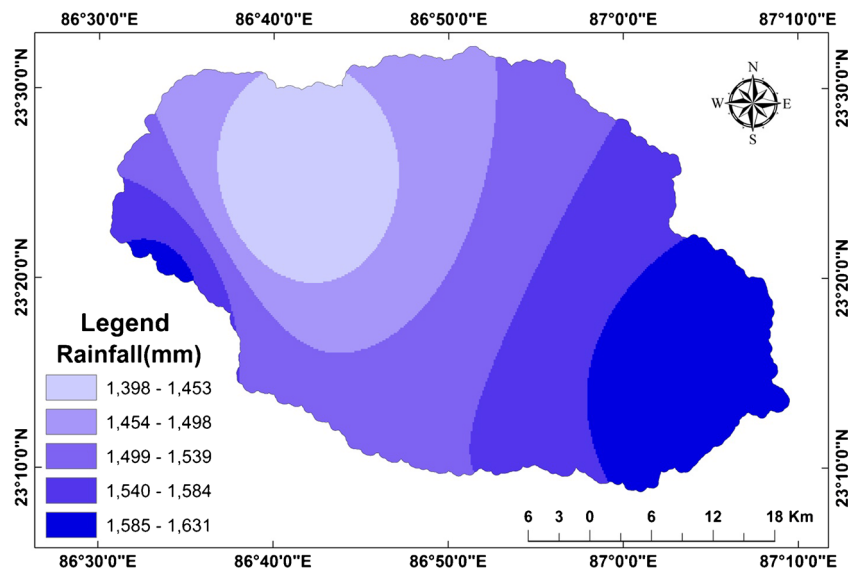 86°30'0"E 86°40'0"E 86°50'0"E 87°0'0"E 87°10'0"E
23°30'0"N 23°30'0"N
N
W E
S
23°20'0"N 23°20'0"N
Legend
Rainfall(mm)
1,398 - 1,453
1,454 - 1,498
1,499 - 1,539
1,540 - 1,584
1,585 - 1,631
23°10'0"N 23°10'0"N
6 3 0 6 12 18 Km
86°30'0"E 86°40'0"E 86°50'0"E 87°0'0"E 87°10'0"E